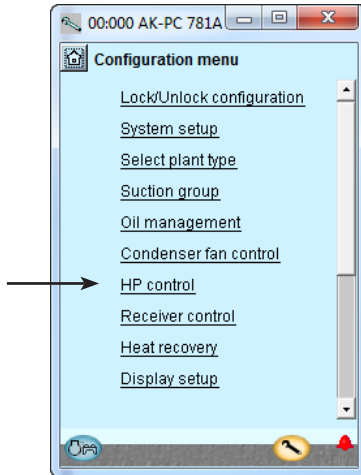 00:000 AK-PC 781A
Configuration menu
Lock/Unlock configuration
System setup
Select plant type
Suction group
Oil management
Condenser fan control
HP control
Receiver control
Heat recovery
Display setup